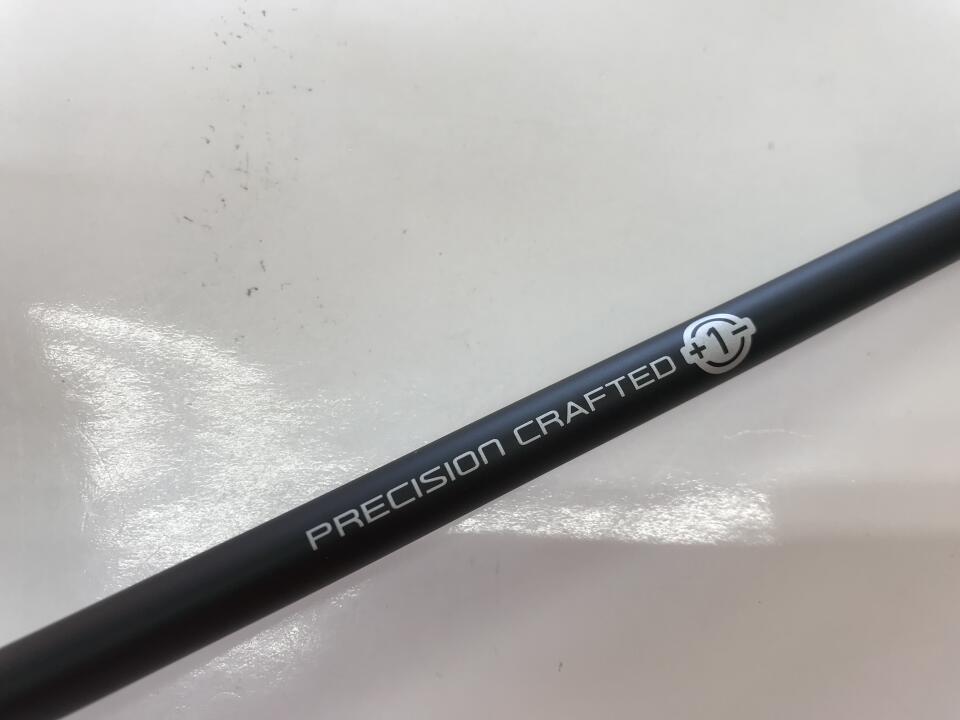 PRECISION CRAFTED +1-